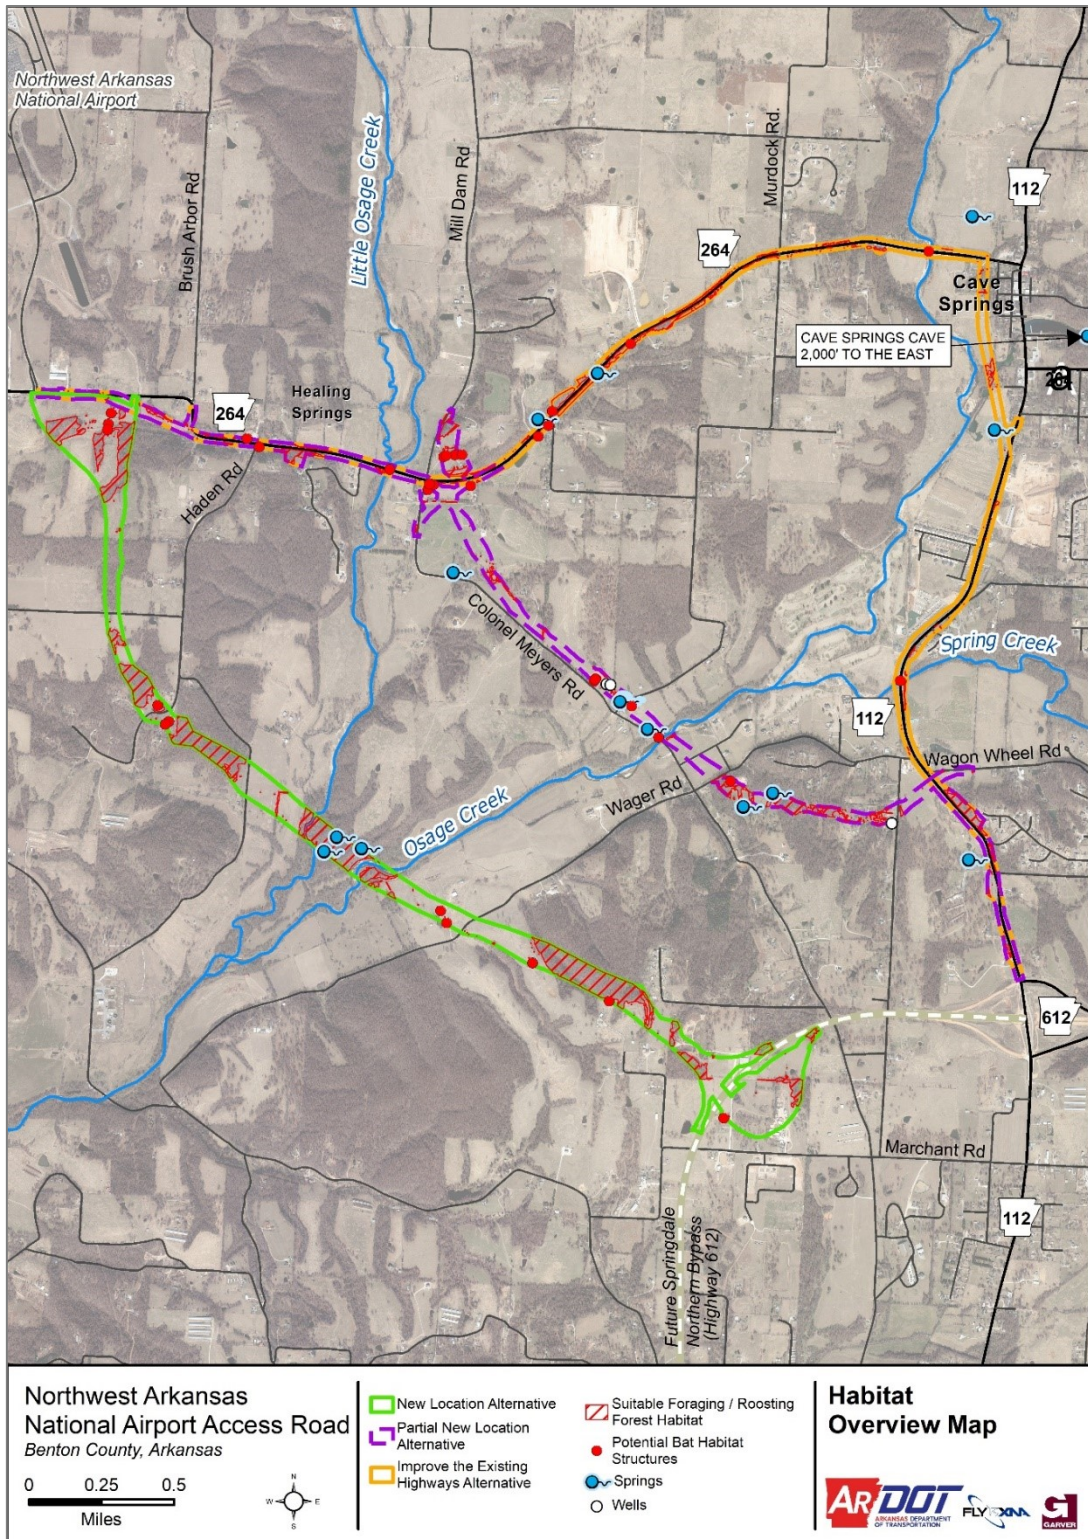 Northwest Arkansas
National Airport
Brush Arbor Rd
Little Osage Creek
Mill Dam Rd
Murdock Rd.
112
264
Cave
Springs
CAVE SPRINGS CAVE
2,000' TO THE EAST
264
Healing
Springs
264
Haden Rd
Colonel Meyers Rd
Spring Creek
112
Wagon Wheel Rd
Wager Rd
Osage Creek
612
Marchant Rd
112
Future Springdale
Northern Bypass
(Highway 612)
Northwest Arkansas
National Airport Access Road
Benton County, Arkansas
0 0.25 0.5
Miles
N
W E
S
New Location Alternative
Partial New Location
Alternative
Improve the Existing
Highways Alternative
Suitable Foraging / Roosting
Forest Habitat
Potential Bat Habitat
Structures
Springs
Wells
Habitat
Overview Map
ARDOT
ARKANSAS DEPARTMENT
OF TRANSPORTATION
FLY XNA
GARVER